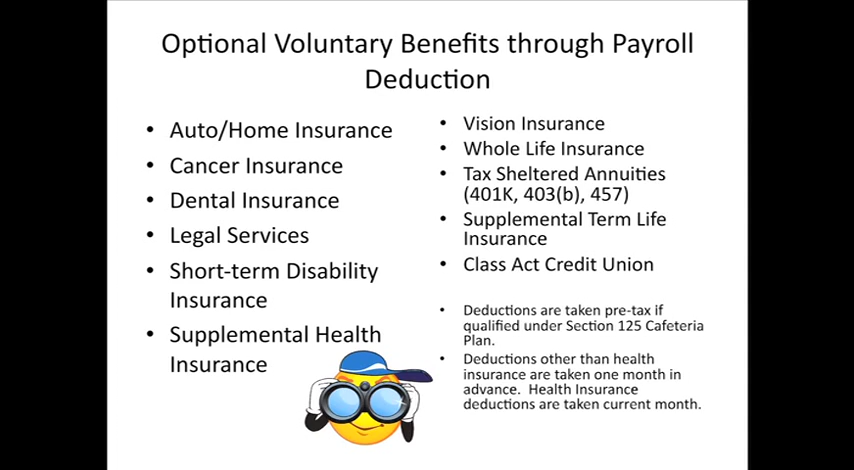 Optional Voluntary Benefits through Payroll
Deduction
• Auto/Home Insurance
• Cancer Insurance
• Dental Insurance
• Legal Services
• Short-term Disability
Insurance
• Supplemental Health
Insurance
• Vision Insurance
• Whole Life Insurance
• Tax Sheltered Annuities
(401K, 403(b), 457)
• Supplemental Term Life
Insurance
• Class Act Credit Union
• Deductions are taken pre-tax if
qualified under Section 125 Cafeteria
Plan.
• Deductions other than health
insurance are taken one month in
advance. Health Insurance
deductions are taken current month.